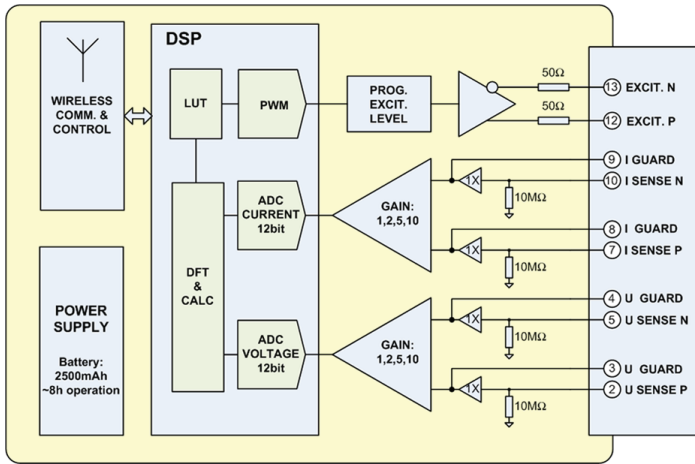 WIRELESS
COMM. &
CONTROL
POWER
SUPPLY
Battery:
2500mAh
~8h operation
DSP
LUT
PWM
DFT
&
CALC
ADC
CURRENT
12bit
ADC
VOLTAGE
12bit
PROG.
EXCIT.
LEVEL
GAIN:
1,2,5,10
GAIN:
1,2,5,10
50Ω
13 EXCIT. N
50Ω
12 EXCIT. P
9 I GUARD
1X
10 I SENSE N
10MΩ
8 I GUARD
1X
7 I SENSE P
10MΩ
4 U GUARD
1X
5 U SENSE N
10MΩ
3 U GUARD
1X
2 U SENSE P
10MΩ